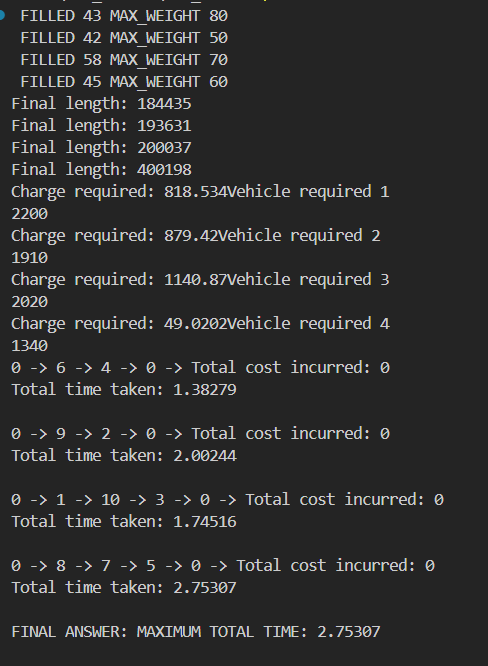 FILLED 43 MAX_WEIGHT 80
FILLED 42 MAX_WEIGHT 50
FILLED 58 MAX_WEIGHT 70
FILLED 45 MAX_WEIGHT 60
Final length: 184435
Final length: 193631
Final length: 200037
Final length: 400198
Charge required: 818.534Vehicle required 1
2200
Charge required: 879.42Vehicle required 2
1910
Charge required: 1140.87Vehicle required 3
2020
Charge required: 49.0202Vehicle required 4
1340
0 -> 6 -> 4 -> 0 -> Total cost incurred: 0
Total time taken: 1.38279
0 -> 9 -> 2 -> 0 -> Total cost incurred: 0
Total time taken: 2.00244
0 -> 1 -> 10 -> 3 -> 0 -> Total cost incurred: 0
Total time taken: 1.74516
0 -> 8 -> 7 -> 5 -> 0 -> Total cost incurred: 0
Total time taken: 2.75307
FINAL ANSWER: MAXIMUM TOTAL TIME: 2.75307